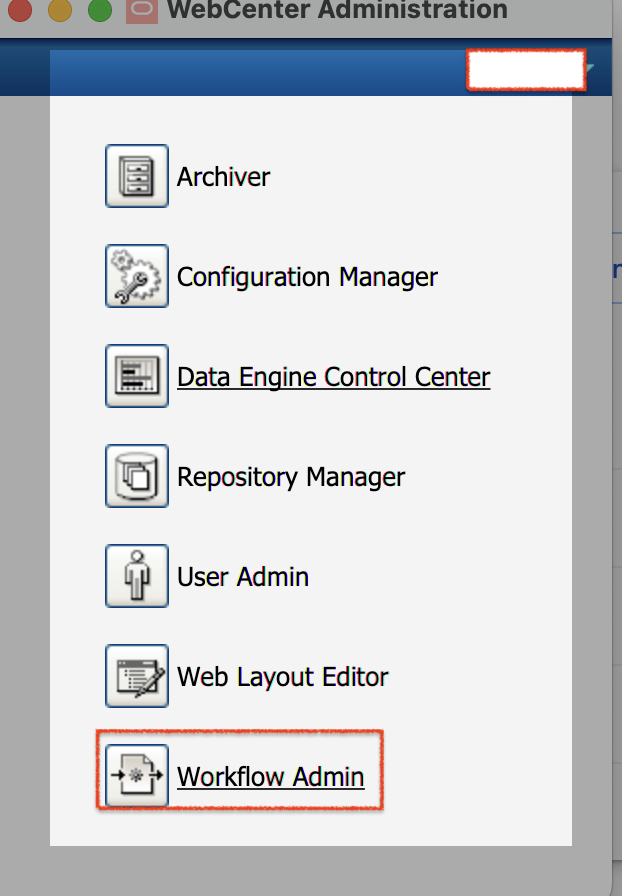 WebCenter Administration
Archiver
Configuration Manager
Data Engine Control Center
Repository Manager
User Admin
Web Layout Editor
Workflow Admin